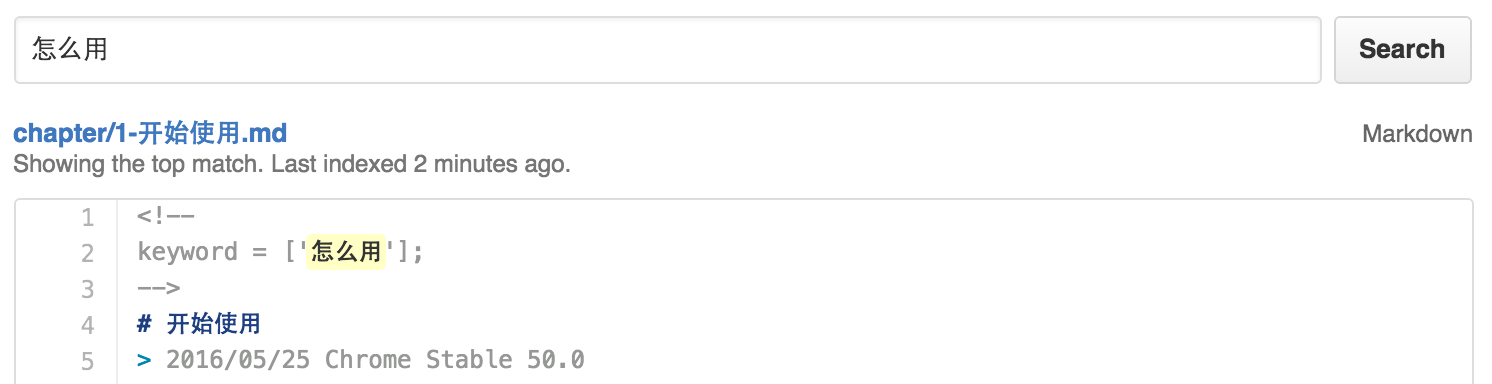 怎么用 Search
chapter/1-开始使用.md Markdown
Showing the top match. Last indexed 2 minutes ago.
1 <!--
2 keyword = ['怎么用'];
3 -->
4 # 开始使用
5 > 2016/05/25 Chrome Stable 50.0